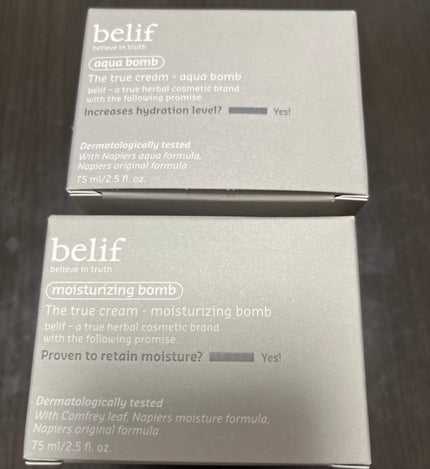 belif
believe in truth
aqua bomb
The true cream - aqua bomb
belif – a true herbal cosmetic brand
with the following promise.
Increases hydration level? Yes!
Dermatologically tested
With Napiers aqua formula,
Napiers original formula
75 ml/2.5 fl. oz.
belif
believe in truth
moisturizing bomb
The true cream - moisturizing bomb
belif – a true herbal cosmetic brand
with the following promise.
Proven to retain moisture? Yes!
Dermatologically tested
With Comfrey leaf, Napiers moisture formula,
Napiers original formula
75 ml/2.5 fl. oz.